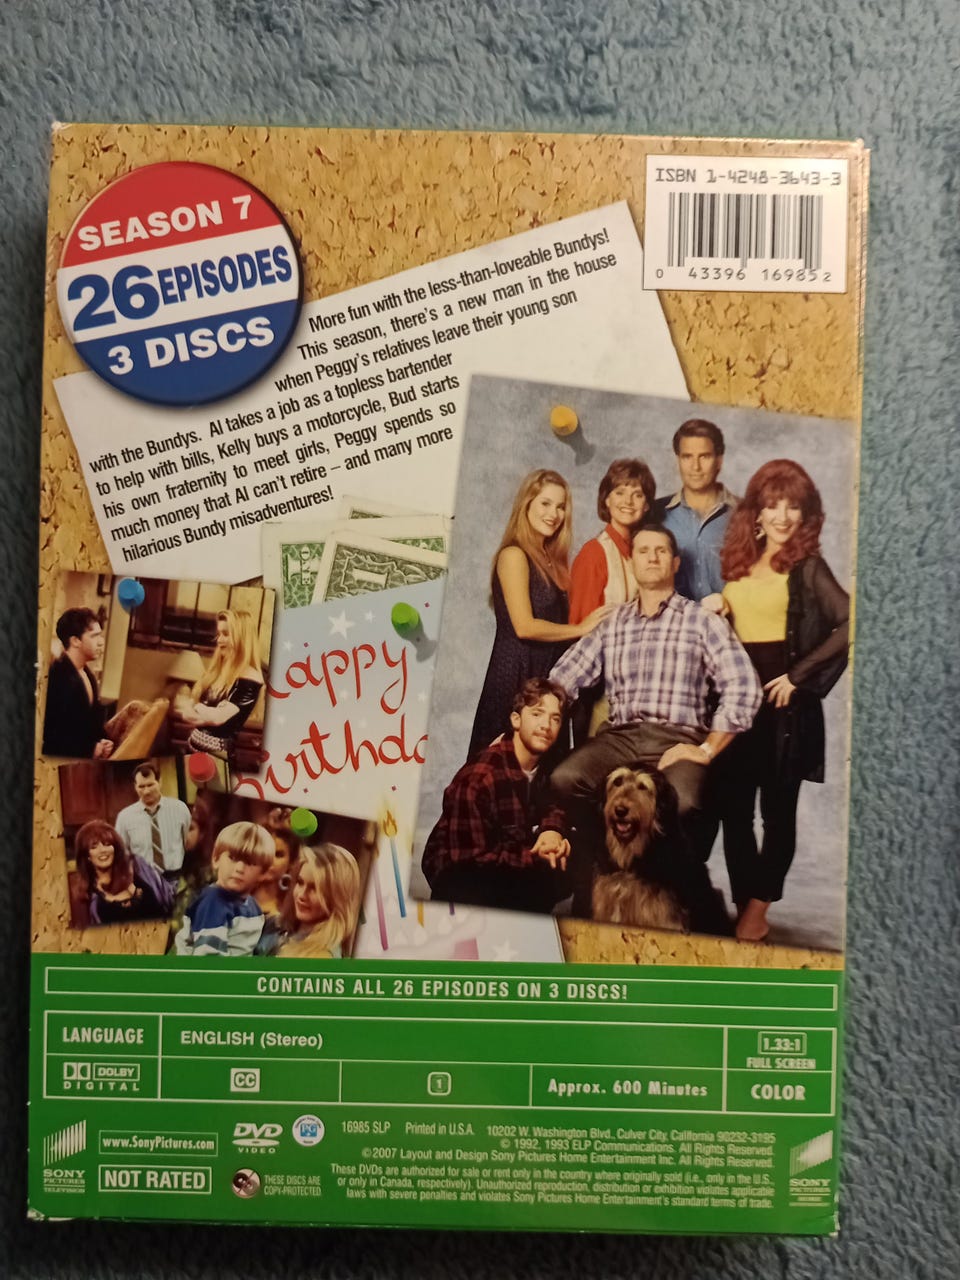 ISBN 1-4248-3643-3
0 43396 16985 2
SEASON 7
26 EPISODES
3 DISCS
More fun with the less-than-loveable Bundys!
This season, there's a new man in the house
when Peggy's relatives leave their young son
with the Bundys. Al takes a job as a topless bartender
to help with bills, Kelly buys a motorcycle, Bud starts
his own fraternity to meet girls, Peggy spends so
much money that Al can't retire – and many more
hilarious Bundy misadventures!
ONE
Happy
Birthda
CONTAINS ALL 26 EPISODES ON 3 DISCS!
LANGUAGE
ENGLISH (Stereo)
1.33:1
FULL SCREEN
DOLBY
DIGITAL
CC
1
Approx. 600 Minutes
COLOR
SONY
PICTURES
TELEVISION
www.SonyPictures.com
NOT RATED
DVD
VIDEO
PG
THESE DISCS ARE
COPY-PROTECTED.
16985 SLP Printed in U.S.A. 10202 W. Washington Blvd., Culver City, California 90232-3195
© 1992, 1993 ELP Communications. All Rights Reserved.
©2007 Layout and Design Sony Pictures Home Entertainment Inc. All Rights Reserved.
These DVDs are authorized for sale or rent only in the country where originally sold (i.e., only in the U.S.,
or only in Canada, respectively). Unauthorized reproduction, distribution or exhibition violates applicable
laws with severe penalties and violates Sony Pictures Home Entertainment's standard terms of trade.
SONY
PICTURES